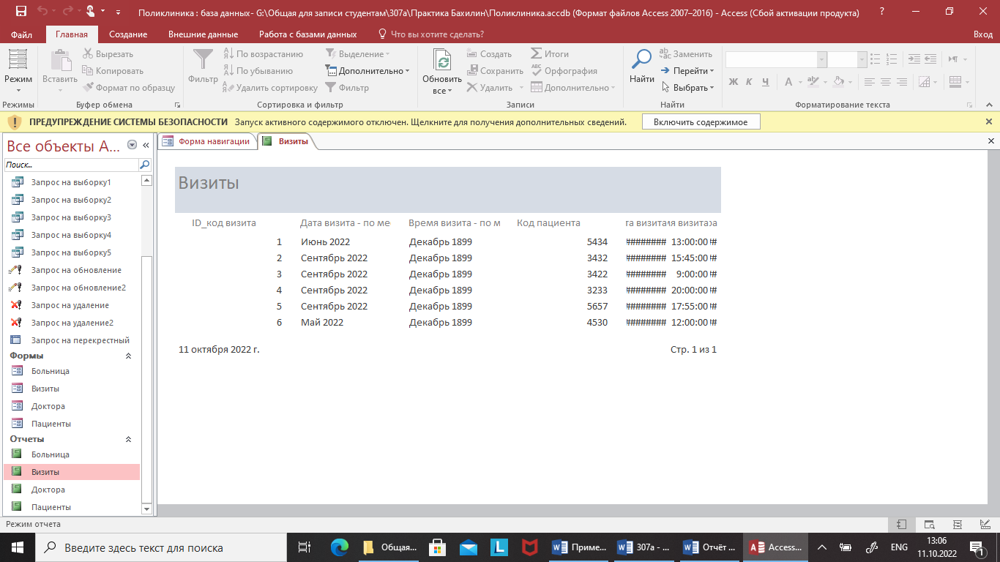 Поликлиника : база данных- G:\Общая для записи студентам\307а\Практика Бахилин\Поликлиника.accdb (Формат файлов Access 2007–2016) - Access (Сбой активации продукта)
Файл Главная Создание Внешние данные Работа с базами данных Что вы хотите сделать? Вход
Режим
Режимы
Вставить
Вырезать
Копировать
Формат по образцу
Буфер обмена
Фильтр
По возрастанию
По убыванию
Удалить сортировку
Выделение
Дополнительно
Фильтр
Сортировка и фильтр
Обновить
все
Создать
Сохранить
Удалить
Итоги
Орфография
Дополнительно
Записи
Найти
Заменить
Перейти
Выбрать
Найти
Ж К Ч
Форматирование текста
ПРЕДУПРЕЖДЕНИЕ СИСТЕМЫ БЕЗОПАСНОСТИ Запуск активного содержимого отключен. Щелкните для получения дополнительных сведений. Включить содержимое
Все объекты A...
Поиск...
Запрос на выборку1
Запрос на выборку2
Запрос на выборку3
Запрос на выборку4
Запрос на выборку5
Запрос на обновление
Запрос на обновление2
Запрос на удаление
Запрос на удаление2
Запрос на перекрестный
Формы
Больница
Визиты
Доктора
Пациенты
Отчеты
Больница
Визиты
Доктора
Пациенты
Форма навигации Визиты
Визиты
ID_код визита Дата визита - по ме Время визита - по м Код пациента та визита мя визита за
1 Июнь 2022 Декабрь 1899 5434 ######## 13:00:00 ##
2 Сентябрь 2022 Декабрь 1899 3432 ######## 15:45:00 ##
3 Сентябрь 2022 Декабрь 1899 3422 ######## 9:00:00 ##
4 Сентябрь 2022 Декабрь 1899 3233 ######## 20:00:00 ##
5 Сентябрь 2022 Декабрь 1899 5657 ######## 17:55:00 ##
6 Май 2022 Декабрь 1899 4530 ######## 12:00:00 ##
11 октября 2022 г. Стр. 1 из 1
Режим отчета
Введите здесь текст для поиска
Общая...
Приме...
307а - ...
Отчёт ...
Access...
ENG
13:06
11.10.2022
1